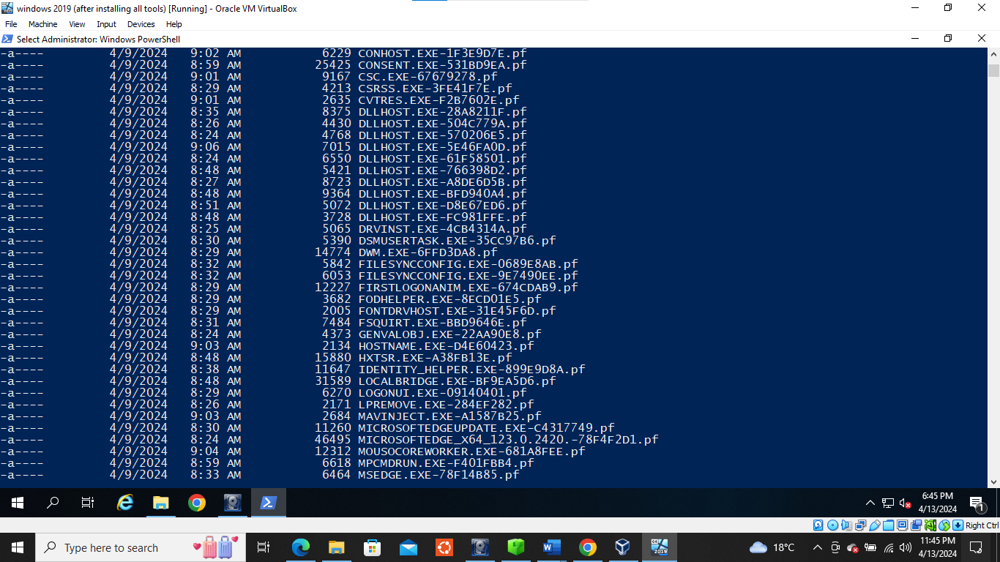 windows 2019 (after installing all tools) [Running] - Oracle VM VirtualBox
File Machine View Input Devices Help
Select Administrator: Windows PowerShell
-a---- 4/9/2024 9:02 AM 6229 CONHOST.EXE-1F3E9D7E.pf
-a---- 4/9/2024 8:59 AM 25425 CONSENT.EXE-531BD9EA.pf
-a---- 4/9/2024 9:01 AM 9167 CSC.EXE-67679278.pf
-a---- 4/9/2024 8:29 AM 4213 CSRSS.EXE-3FE41F7E.pf
-a---- 4/9/2024 9:01 AM 2635 CVTRES.EXE-F2B7602E.pf
-a---- 4/9/2024 8:35 AM 8375 DLLHOST.EXE-28A8211F.pf
-a---- 4/9/2024 8:26 AM 4430 DLLHOST.EXE-504C779A.pf
-a---- 4/9/2024 8:24 AM 4768 DLLHOST.EXE-570206E5.pf
-a---- 4/9/2024 9:06 AM 7015 DLLHOST.EXE-5E46FA0D.pf
-a---- 4/9/2024 8:24 AM 6550 DLLHOST.EXE-61F58501.pf
-a---- 4/9/2024 8:48 AM 5421 DLLHOST.EXE-766398D2.pf
-a---- 4/9/2024 8:27 AM 8723 DLLHOST.EXE-A8DE6D5B.pf
-a---- 4/9/2024 8:48 AM 9364 DLLHOST.EXE-BFD940A4.pf
-a---- 4/9/2024 8:51 AM 5072 DLLHOST.EXE-D8E67ED6.pf
-a---- 4/9/2024 8:48 AM 3728 DLLHOST.EXE-FC981FFE.pf
-a---- 4/9/2024 8:25 AM 5065 DRVINST.EXE-4CB4314A.pf
-a---- 4/9/2024 8:30 AM 5390 DSMUSERTASK.EXE-35CC97B6.pf
-a---- 4/9/2024 8:29 AM 14774 DWM.EXE-6FFD3DA8.pf
-a---- 4/9/2024 8:32 AM 5842 FILESYNCCONFIG.EXE-0689E8AB.pf
-a---- 4/9/2024 8:32 AM 6053 FILESYNCCONFIG.EXE-9E7490EE.pf
-a---- 4/9/2024 8:29 AM 12227 FIRSTLOGONANIM.EXE-674CDAB9.pf
-a---- 4/9/2024 8:29 AM 3682 FODHELPER.EXE-8ECD01E5.pf
-a---- 4/9/2024 8:29 AM 2005 FONTDRVHOST.EXE-31E45F6D.pf
-a---- 4/9/2024 8:31 AM 7484 FSQUIRT.EXE-BBD9646E.pf
-a---- 4/9/2024 8:24 AM 4373 GENVALOBJ.EXE-22AA90E8.pf
-a---- 4/9/2024 9:03 AM 2134 HOSTNAME.EXE-D4E60423.pf
-a---- 4/9/2024 8:48 AM 15880 HXTSR.EXE-A38FB13E.pf
-a---- 4/9/2024 8:38 AM 11647 IDENTITY_HELPER.EXE-899E9D8A.pf
-a---- 4/9/2024 8:48 AM 31589 LOCALBRIDGE.EXE-BF9EA5D6.pf
-a---- 4/9/2024 8:29 AM 6270 LOGONUI.EXE-09140401.pf
-a---- 4/9/2024 8:26 AM 2171 LPREMOVE.EXE-284EF282.pf
-a---- 4/9/2024 9:03 AM 2684 MAVINJECT.EXE-A1587B25.pf
-a---- 4/9/2024 8:30 AM 11260 MICROSOFTEDGEUPDATE.EXE-C4317749.pf
-a---- 4/9/2024 8:24 AM 46495 MICROSOFTEDGE_X64_123.0.2420.-78F4F2D1.pf
-a---- 4/9/2024 9:04 AM 12312 MOUSOCOREWORKER.EXE-681A8FEE.pf
-a---- 4/9/2024 8:59 AM 6618 MPCMDRUN.EXE-F401FBB4.pf
-a---- 4/9/2024 8:33 AM 6464 MSEDGE.EXE-78F14B85.pf
6:45 PM
4/13/2024
1
Right Ctrl
Type here to search
18°C
11:45 PM
4/13/2024